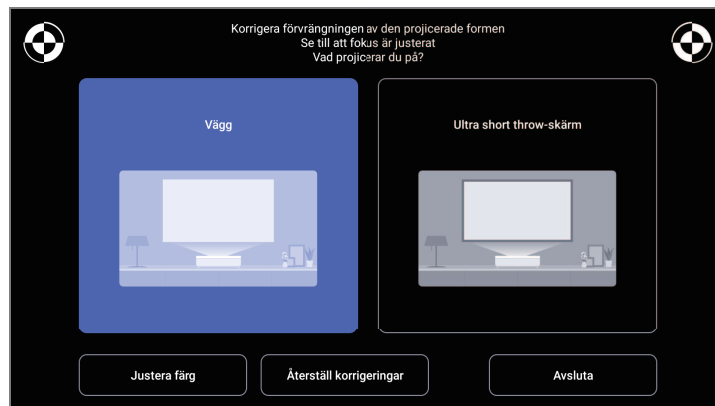 Korrigera förvrängningen av den projicerade formen
Se till att fokus är justerat
Vad projicerar du på?
Vägg
Ultra short throw-skärm
Justera färg
Återställ korrigeringar
Avsluta